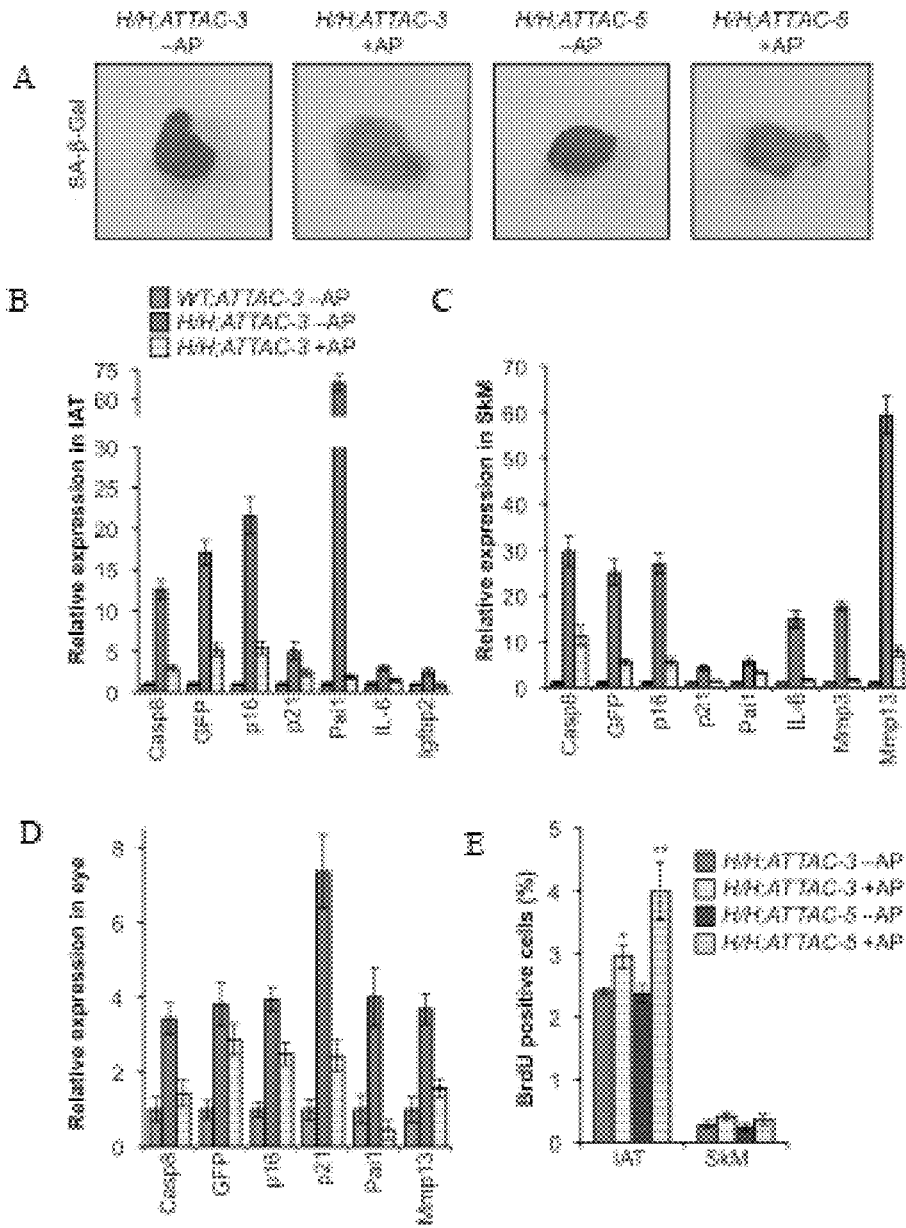 H/H;ATTAC-3 –AP
H/H;ATTAC-3 +AP
H/H;ATTAC-5 –AP
H/H;ATTAC-5 +AP
A
SA-β-Gal
B
WT;ATTAC-3 –AP
H/H;ATTAC-3 –AP
H/H;ATTAC-3 +AP
Relative expression in IAT
75
60
30
25
20
15
10
5
0
Casp8
GFP
p16
p21
Pai1
IL-6
Igfbp2
C
Relative expression in SkM
70
60
50
40
30
20
10
0
Casp8
GFP
p16
p21
Pai1
IL-6
Mmp3
Mmp13
D
Relative expression in eye
8
6
4
2
0
Casp8
GFP
p16
p21
Pai1
Mmp13
E
BrdU positive cells (%)
5
4
3
2
1
0
**
*
IAT
SkM
H/H;ATTAC-3 –AP
H/H;ATTAC-3 +AP
H/H;ATTAC-5 –AP
H/H;ATTAC-5 +AP